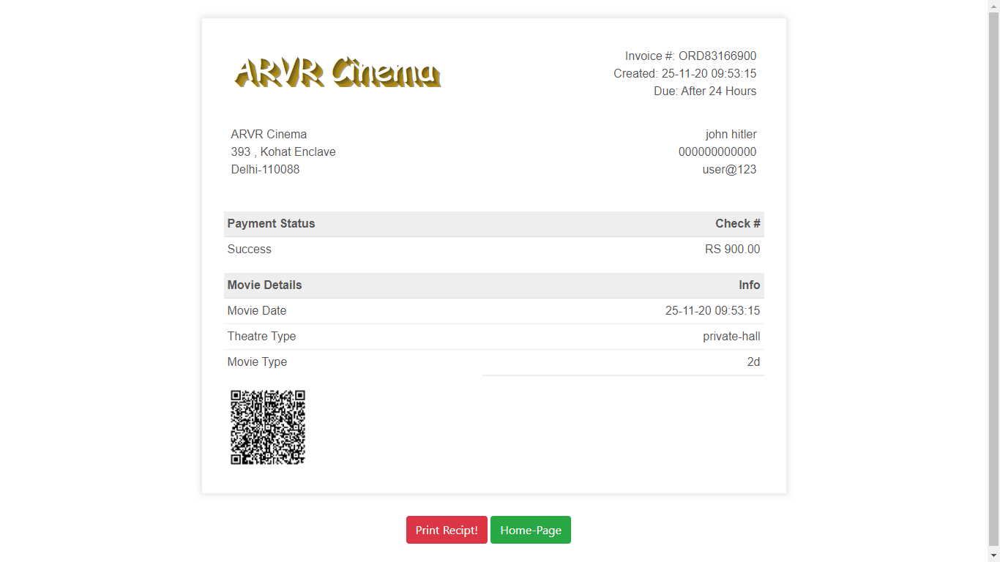 ARVR Cinema
Invoice #: ORD83166900
Created: 25-11-20 09:53:15
Due: After 24 Hours
ARVR Cinema
393 , Kohat Enclave
Delhi-110088
john hitler
000000000000
user@123
Payment Status Check #
Success RS 900.00
Movie Details Info
Movie Date 25-11-20 09:53:15
Theatre Type private-hall
Movie Type 2d
Print Recipt! Home-Page